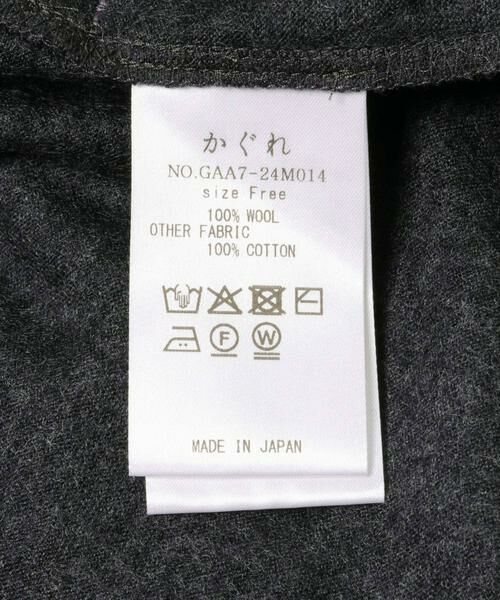 かぐれ
NO.GAA7-24M014
size Free
100% WOOL
OTHER FABRIC
100% COTTON
F W
MADE IN JAPAN